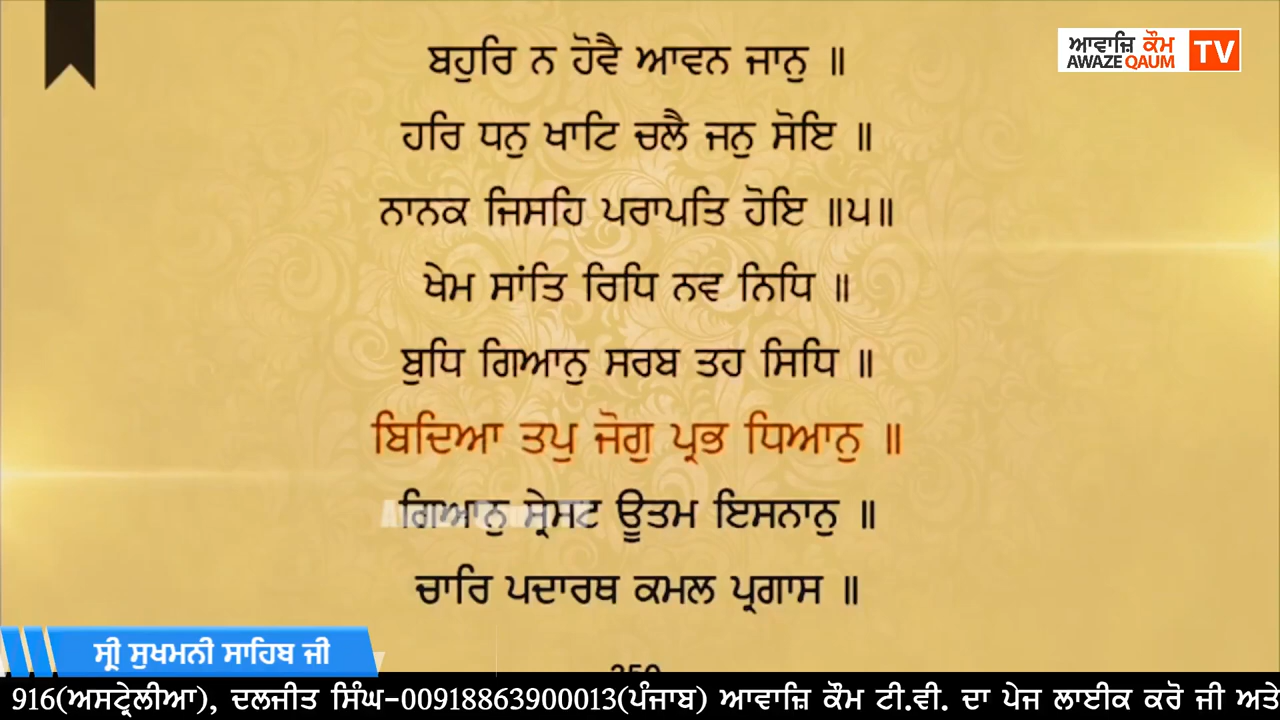 ਬਹੁਰਿ ਨ ਹੋਵੈ ਆਵਨ ਜਾਨੁ ॥
ਆਵਾਜ਼ਿ ਕੌਮ
AWAZE QAUM
TV
ਹਰਿ ਧਨੁ ਖਾਟਿ ਚਲੈ ਜਨੁ ਸੋਇ ॥
ਨਾਨਕ ਜਿਸਹਿ ਪਰਾਪਤਿ ਹੋਇ ॥੫॥
ਖੇਮ ਸਾਂਤਿ ਰਿਧਿ ਨਵ ਨਿਧਿ ॥
ਬੁਧਿ ਗਿਆਨੁ ਸਰਬ ਤਹ ਸਿਧਿ ॥
ਬਿਦਿਆ ਤਪੁ ਜੋਗੁ ਪ੍ਰਭ ਧਿਆਨੁ ॥
ਗਿਆਨੁ ਸ੍ਰੇਸਟ ਊਤਮ ਇਸਨਾਨੁ ॥
ਚਾਰਿ ਪਦਾਰਥ ਕਮਲ ਪ੍ਰਗਾਸ ॥
ਸ੍ਰੀ ਸੁਖਮਨੀ ਸਾਹਿਬ ਜੀ
916(ਅਸਟ੍ਰੇਲੀਆ), ਦਲਜੀਤ ਸਿੰਘ-00918863900013(ਪੰਜਾਬ) ਆਵਾਜ਼ਿ ਕੌਮ ਟੀ.ਵੀ. ਦਾ ਪੇਜ ਲਾਈਕ ਕਰੋ ਜੀ ਅਤੇ